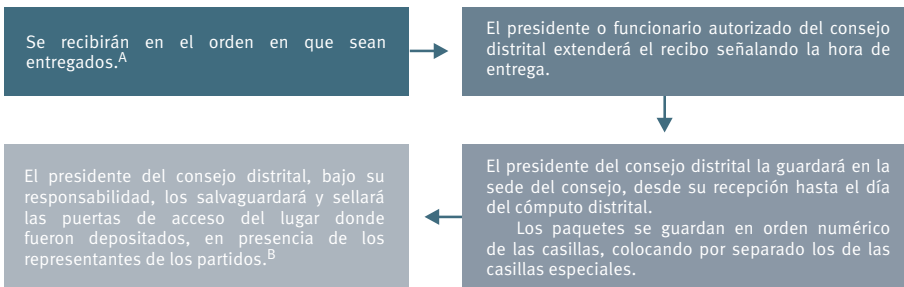 Se recibirán en el orden en que sean
entregados.A
El presidente o funcionario autorizado del consejo
distrital extenderá el recibo señalando la hora de
entrega.
El presidente del consejo distrital la guardará en la
sede del consejo, desde su recepción hasta el día
del cómputo distrital.
Los paquetes se guardan en orden numérico
de las casillas, colocando por separado los de las
casillas especiales.
El presidente del consejo distrital, bajo su
responsabilidad, los salvaguardará y sellará
las puertas de acceso del lugar donde
fueron depositados, en presencia de los
representantes de los partidos.B